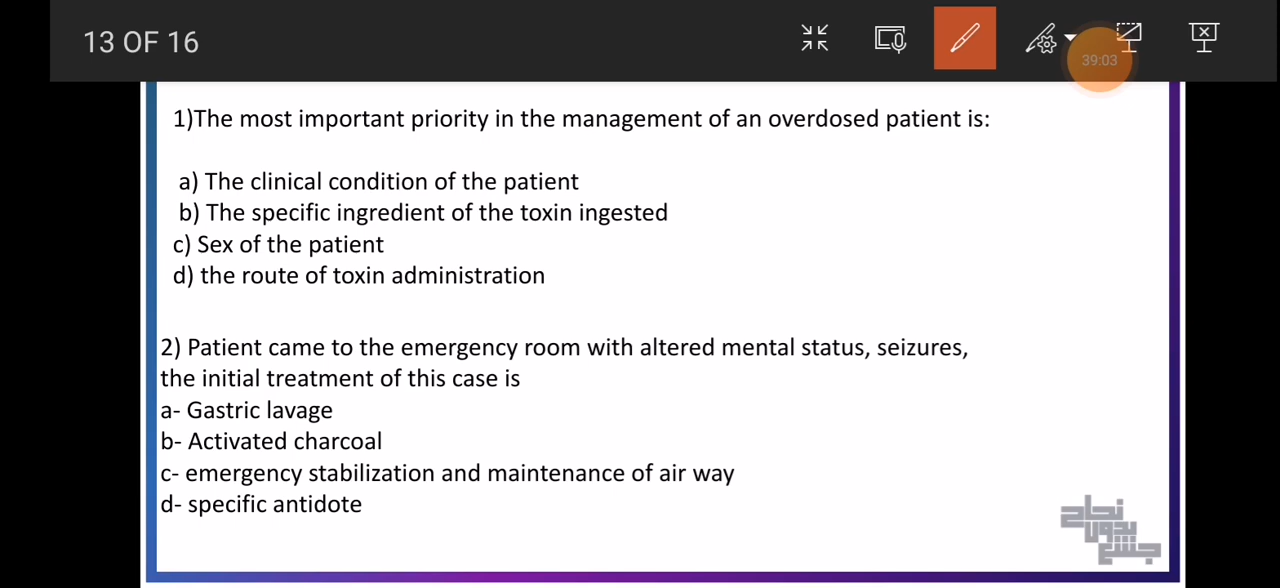 13 OF 16
39:03
1)The most important priority in the management of an overdosed patient is:
a) The clinical condition of the patient
b) The specific ingredient of the toxin ingested
c) Sex of the patient
d) the route of toxin administration
2) Patient came to the emergency room with altered mental status, seizures,
the initial treatment of this case is
a- Gastric lavage
b- Activated charcoal
c- emergency stabilization and maintenance of air way
d- specific antidote
نجاح
بدون
جشع